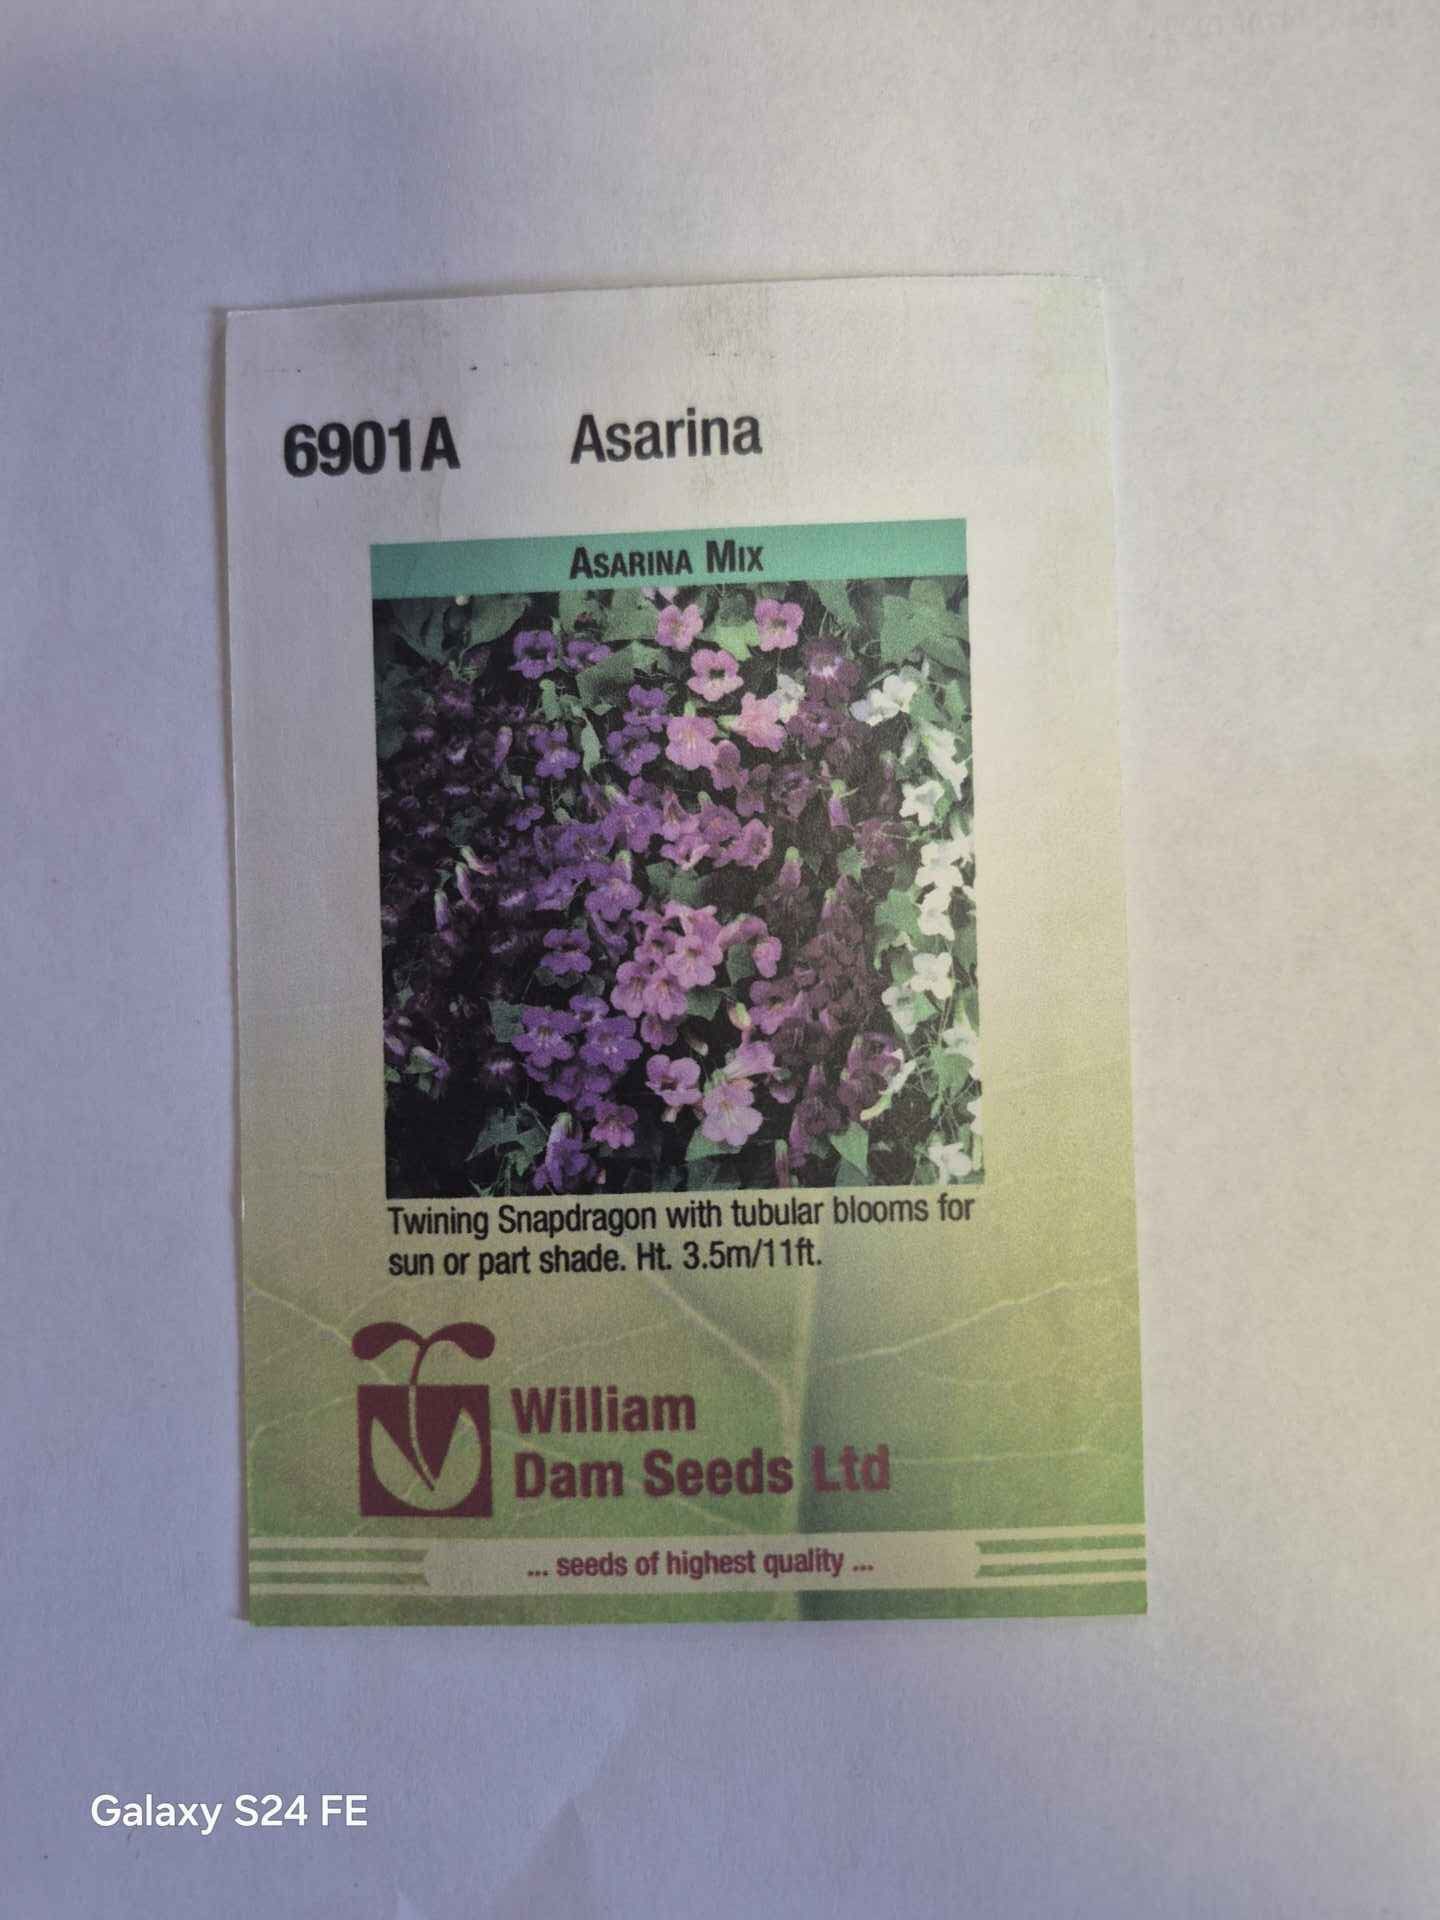 6901A Asarina
ASARINA MIX
Twining Snapdragon with tubular blooms for
sun or part shade. Ht. 3.5m/11ft.
William
Dam Seeds Ltd
... seeds of highest quality ...
Galaxy S24 FE